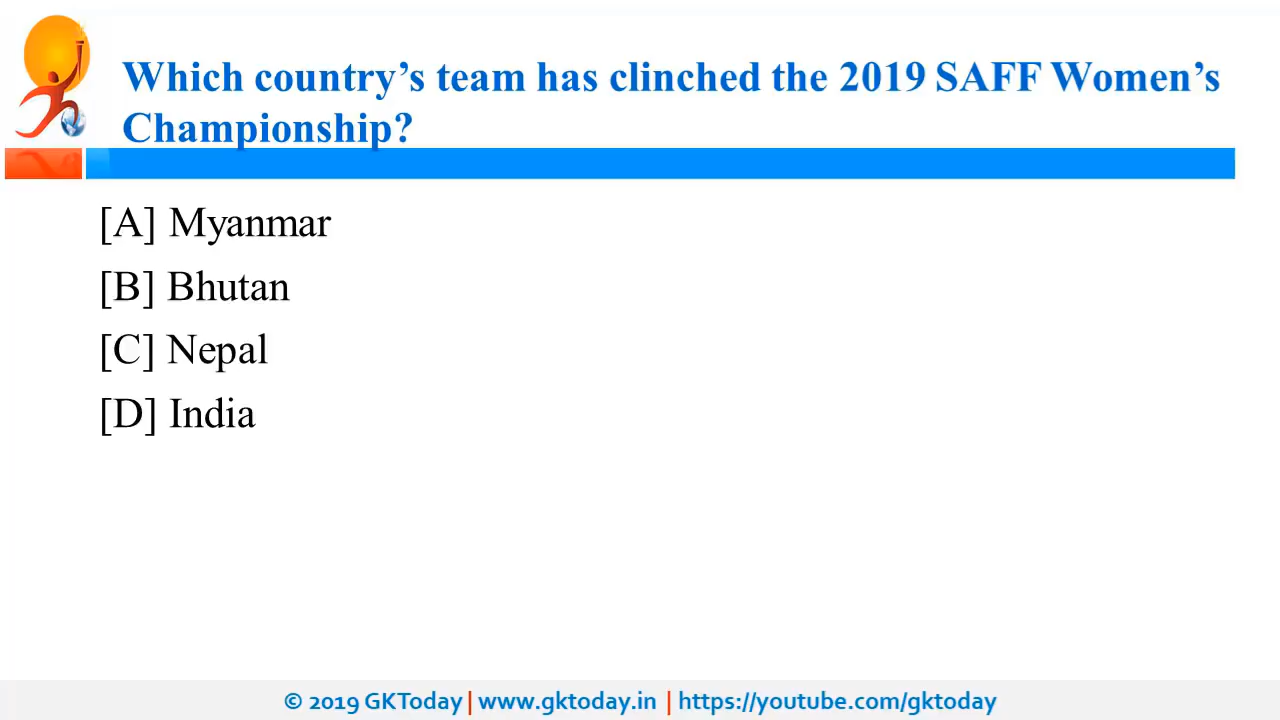 Which country’s team has clinched the 2019 SAFF Women’s
Championship?
[A] Myanmar
[B] Bhutan
[C] Nepal
[D] India
© 2019 GKToday | www.gktoday.in | https://youtube.com/gktoday